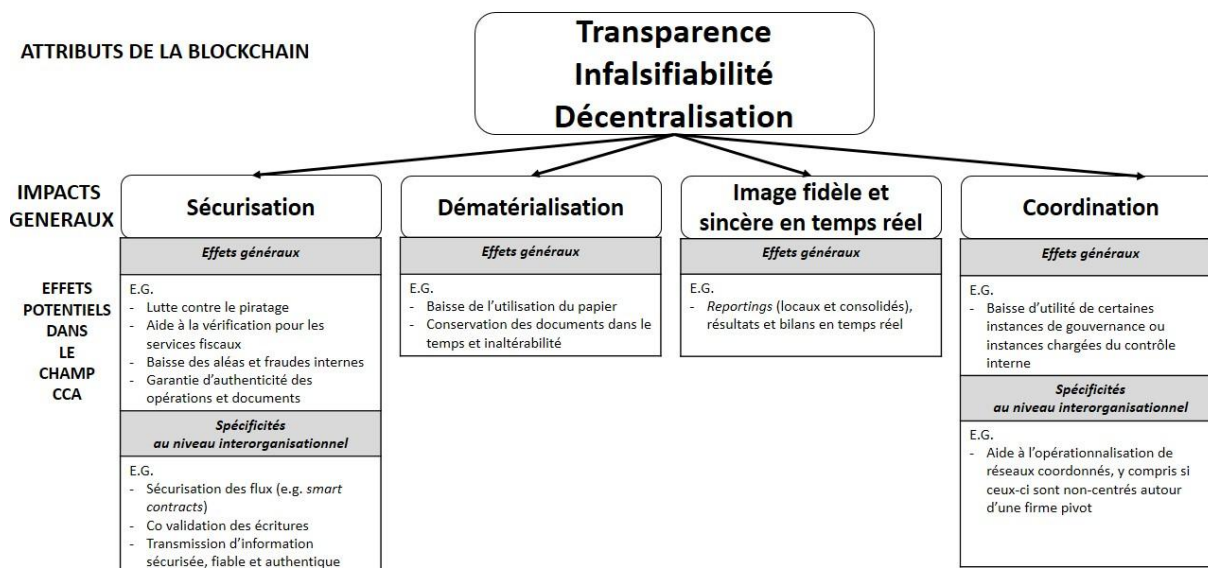 ATTRIBUTS DE LA BLOCKCHAIN
Transparence
Infalsifiabilité
Décentralisation
IMPACTS
GENERAUX
Sécurisation
Dématérialisation
Image fidèle et
sincère en temps réel
Coordination
EFFETS
POTENTIELS
DANS
LE
CHAMP
CCA
Effets généraux
E.G.
- Lutte contre le piratage
- Aide à la vérification pour les
services fiscaux
- Baisse des aléas et fraudes internes
- Garantie d'authenticité des
opérations et documents
Spécificités
au niveau interorganisationnel
E.G.
- Sécurisation des flux (e.g. smart
contracts)
- Co validation des écritures
- Transmission d'information
sécurisée, fiable et authentique
Effets généraux
E.G.
- Baisse de l'utilisation du papier
- Conservation des documents dans le
temps et inaltérabilité
Effets généraux
E.G.
- Reportings (locaux et consolidés),
résultats et bilans en temps réel
Effets généraux
E.G.
- Baisse d'utilité de certaines
instances de gouvernance ou
instances chargées du contrôle
interne
Spécificités
au niveau interorganisationnel
E.G.
- Aide à l'opérationnalisation de
réseaux coordonnés, y compris si
ceux-ci sont non-centrés autour
d'une firme pivot